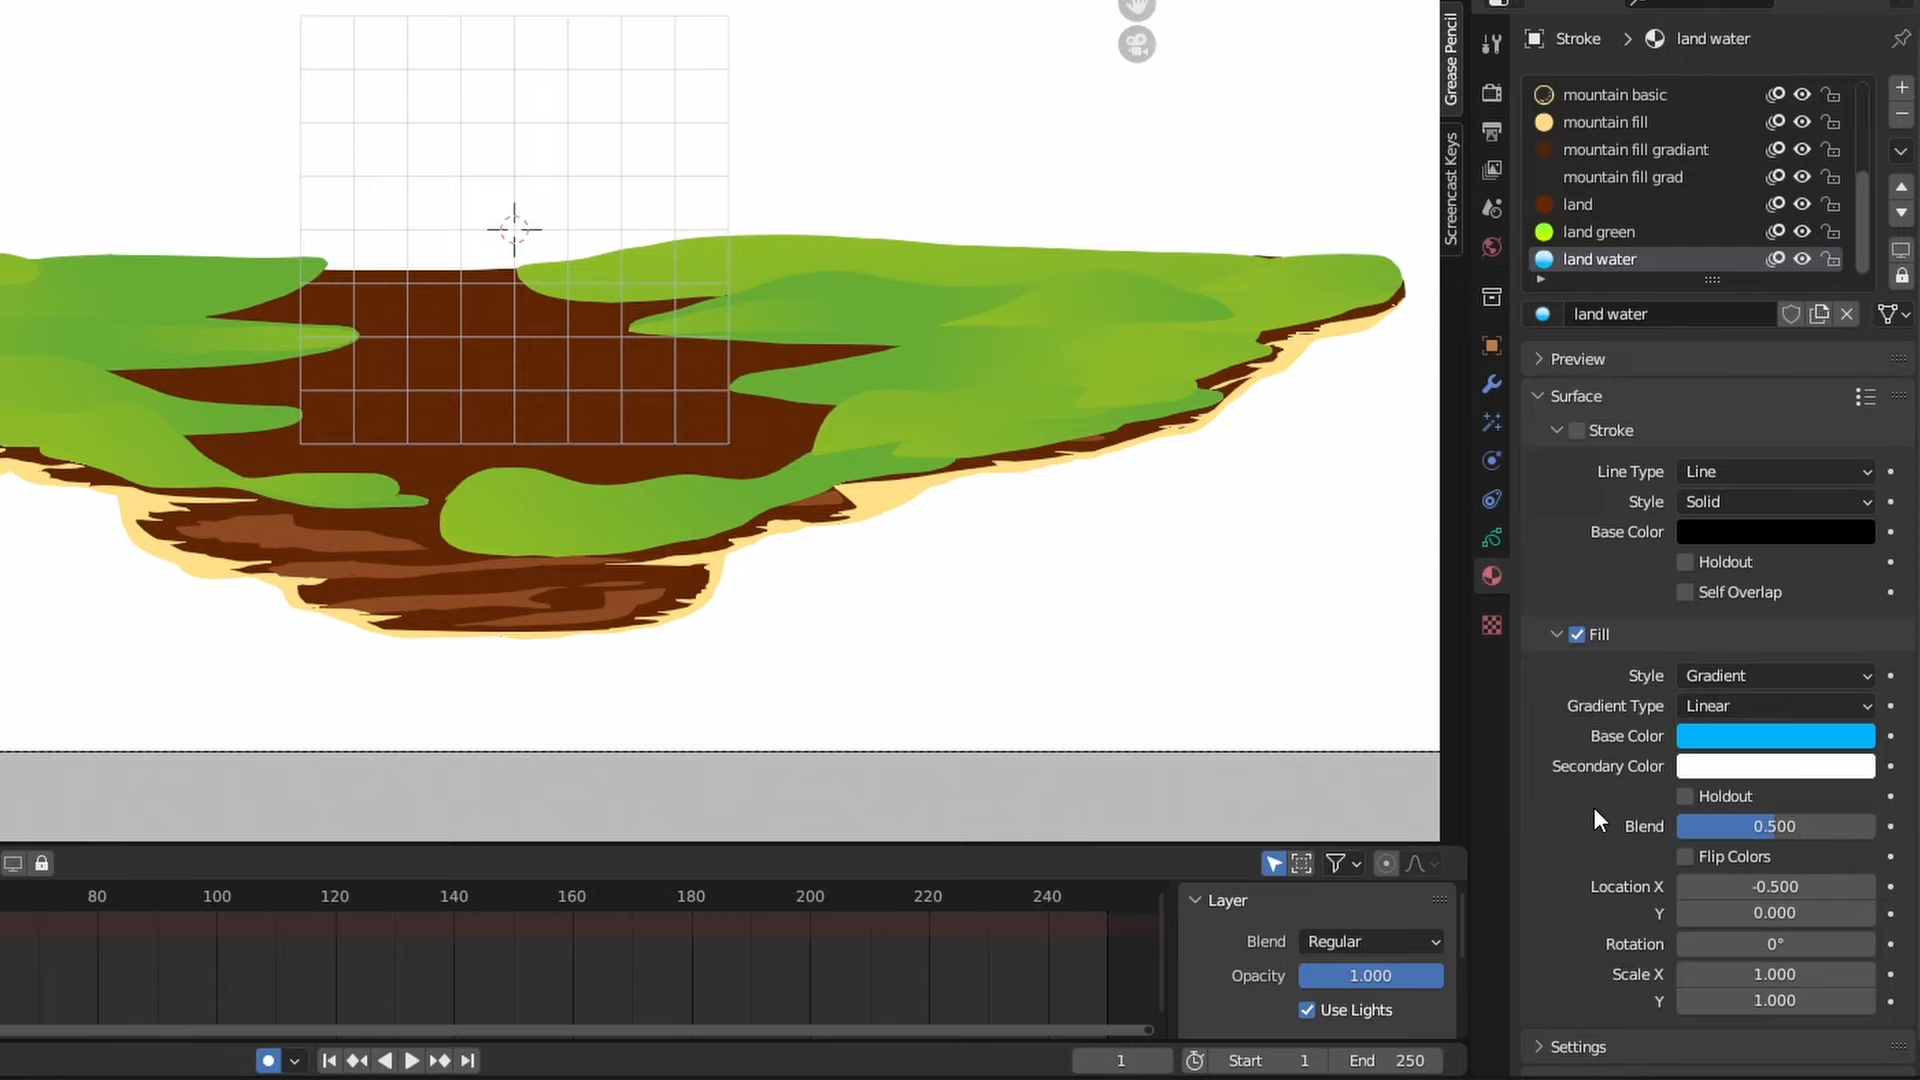 Stroke > land water
mountain basic
mountain fill
mountain fill gradiant
mountain fill grad
land
land green
land water
land water
Preview
Surface
Stroke
Line Type Line
Style Solid
Base Color
Holdout
Self Overlap
Fill
Style Gradient
Gradient Type Linear
Base Color
Secondary Color
Holdout
Blend 0.500
Flip Colors
Location X -0.500
Y 0.000
Rotation 0°
Scale X 1.000
Y 1.000
Settings
Grease Pencil
Screencast Keys
80 100 120 140 160 180 200 220 240
Layer
Blend Regular
Opacity 1.000
Use Lights
1 Start 1 End 250